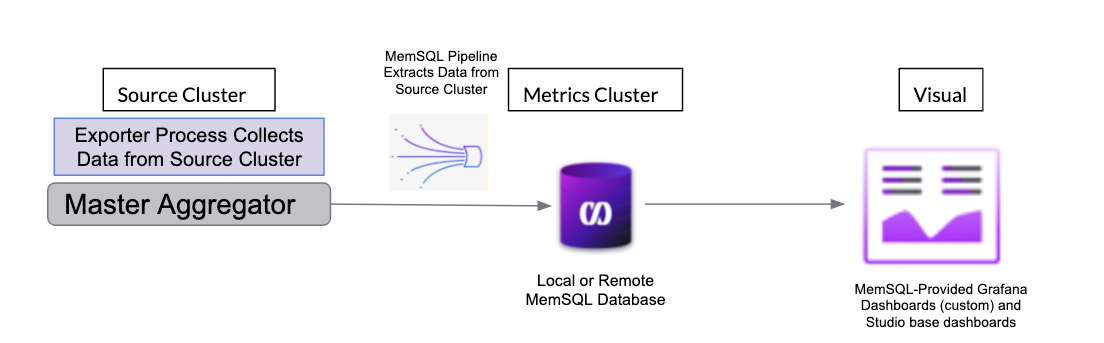 Source Cluster
Exporter Process Collects
Data from Source Cluster
Master Aggregator
MemSQL Pipeline
Extracts Data from
Source Cluster
Metrics Cluster
Local or Remote
MemSQL Database
Visual
MemSQL-Provided Grafana
Dashboards (custom) and
Studio base dashboards